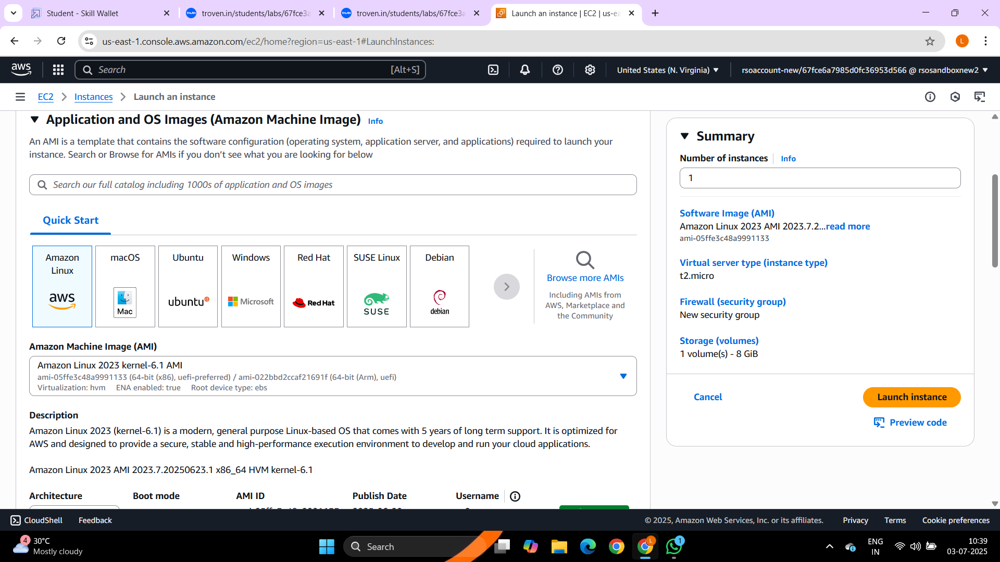 Student - Skill Wallet
troven.in/students/labs/67fce3a
troven.in/students/labs/67fce3a
Launch an instance | EC2 | us-ea
us-east-1.console.aws.amazon.com/ec2/home?region=us-east-1#LaunchInstances:
L
aws
Search
[Alt+S]
United States (N. Virginia)
rsoaccount-new/67fce6a7985d0fc36953d566 @ rsosandboxnew2
EC2
Instances
Launch an instance
Application and OS Images (Amazon Machine Image) Info
An AMI is a template that contains the software configuration (operating system, application server, and applications) required to launch your
instance. Search or Browse for AMIs if you don’t see what you are looking for below
Search our full catalog including 1000s of application and OS images
Quick Start
Amazon
Linux
aws
macOS
Mac
Ubuntu
ubuntu
Windows
Microsoft
Red Hat
Red Hat
SUSE Linux
SUSE
Debian
debian
Browse more AMIs
Including AMIs from
AWS, Marketplace and
the Community
Amazon Machine Image (AMI)
Amazon Linux 2023 kernel-6.1 AMI
ami-05ffe3c48a9991133 (64-bit (x86), uefi-preferred) / ami-022bbd2ccaf21691f (64-bit (Arm), uefi)
Virtualization: hvm ENA enabled: true Root device type: ebs
Description
Amazon Linux 2023 (kernel-6.1) is a modern, general purpose Linux-based OS that comes with 5 years of long term support. It is optimized for
AWS and designed to provide a secure, stable and high-performance execution environment to develop and run your cloud applications.
Amazon Linux 2023 AMI 2023.7.20250623.1 x86_64 HVM kernel-6.1
Architecture Boot mode AMI ID Publish Date Username
Summary
Number of instances Info
1
Software Image (AMI)
Amazon Linux 2023 AMI 2023.7.2...read more
ami-05ffe3c48a9991133
Virtual server type (instance type)
t2.micro
Firewall (security group)
New security group
Storage (volumes)
1 volume(s) - 8 GiB
Cancel
Launch instance
Preview code
CloudShell Feedback
© 2025, Amazon Web Services, Inc. or its affiliates. Privacy Terms Cookie preferences
4
30°C
Mostly cloudy
Search
L
1
ENG
IN
10:39
03-07-2025